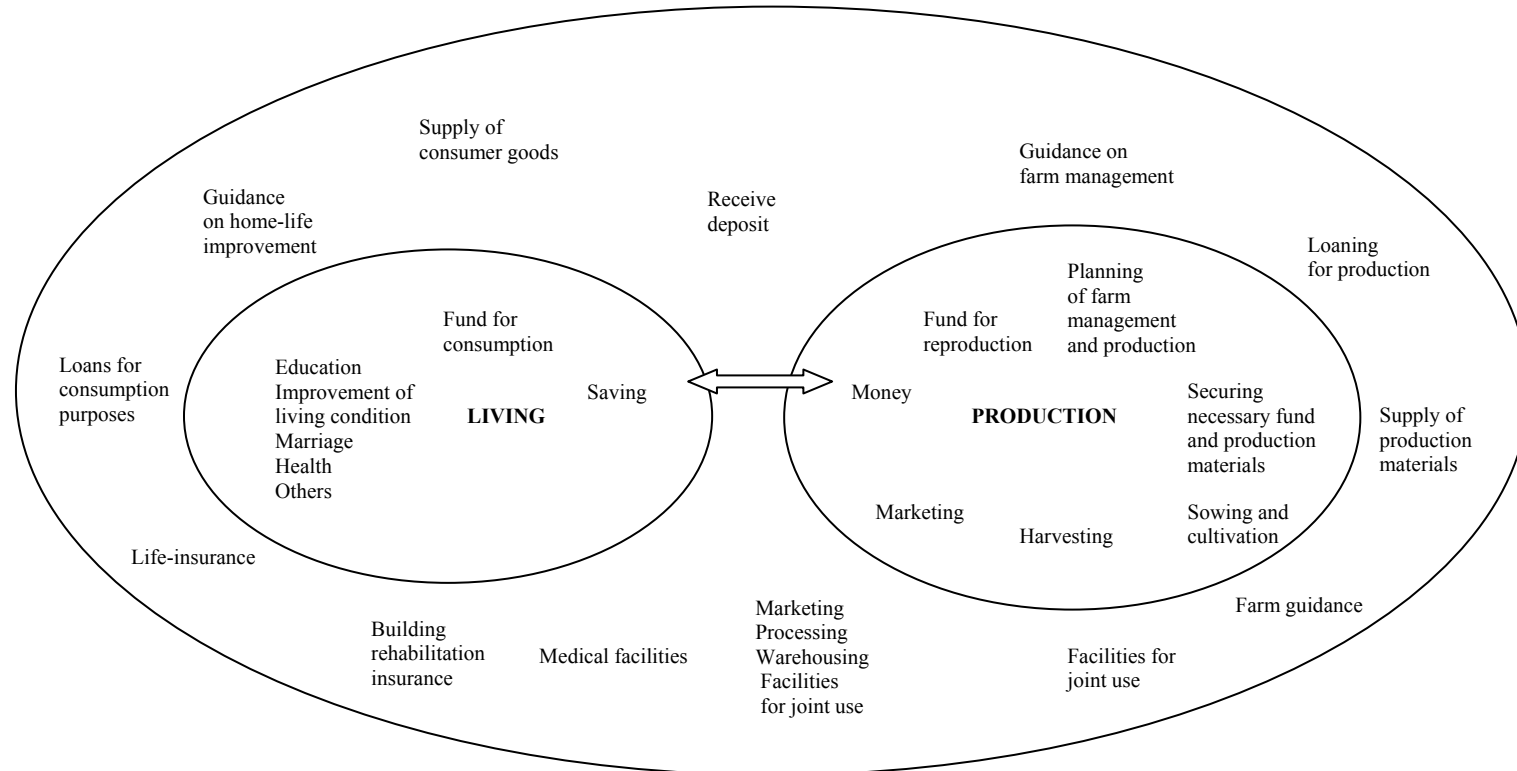 Supply of
consumer goods
Guidance on
farm management
Guidance
on home-life
improvement
Receive
deposit
Loaning
for production
Planning
of farm
management
and production
Fund for
consumption
Fund for
reproduction
Loans for
consumption
purposes
Education
Improvement of
living condition
Marriage
Health
Others
LIVING
Saving
Money
PRODUCTION
Securing
necessary fund
and production
materials
Supply of
production
materials
Marketing
Harvesting
Sowing and
cultivation
Life-insurance
Farm guidance
Building
rehabilitation
insurance
Medical facilities
Marketing
Processing
Warehousing
Facilities
for joint use
Facilities for
joint use